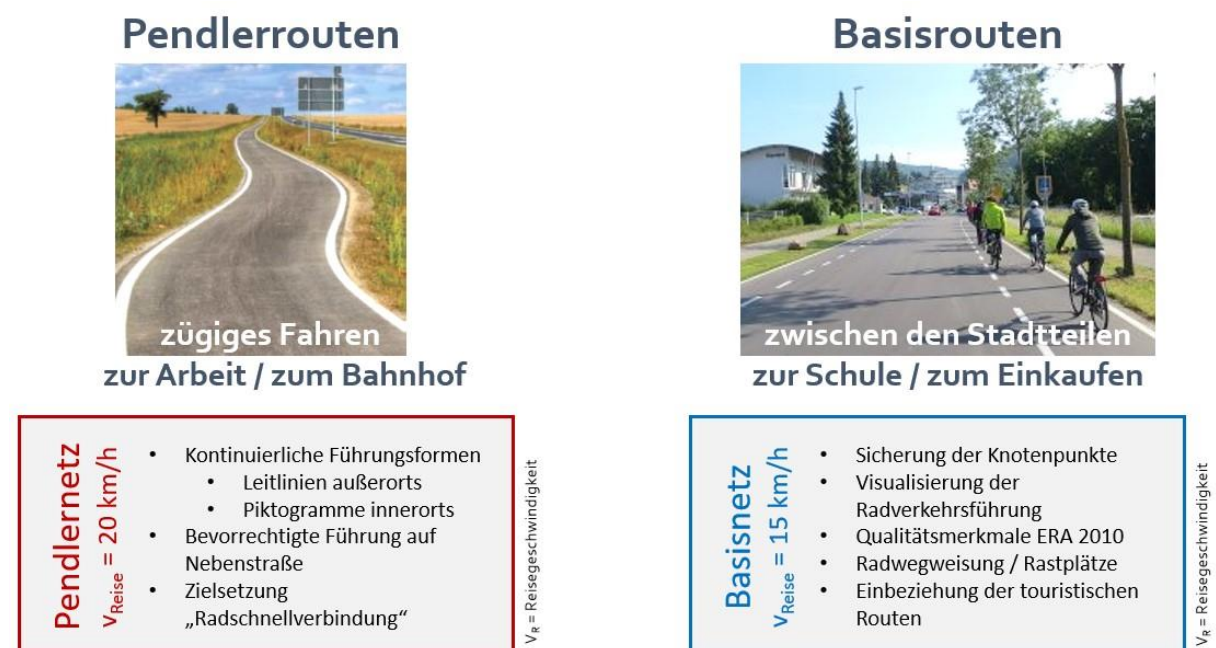 Pendlerrouten
zügiges Fahren
zur Arbeit / zum Bahnhof
Pendlernetz
vReise = 20 km/h
• Kontinuierliche Führungsformen
• Leitlinien außerorts
• Piktogramme innerorts
• Bevorrechtigte Führung auf
Nebenstraße
• Zielsetzung
„Radschnellverbindung“
VR = Reisegeschwindigkeit
Basisrouten
zwischen den Stadtteilen
zur Schule / zum Einkaufen
Basisnetz
vReise = 15 km/h
• Sicherung der Knotenpunkte
• Visualisierung der
Radverkehrsführung
• Qualitätsmerkmale ERA 2010
• Radwegweisung / Rastplätze
• Einbeziehung der touristischen
Routen
VR = Reisegeschwindigkeit